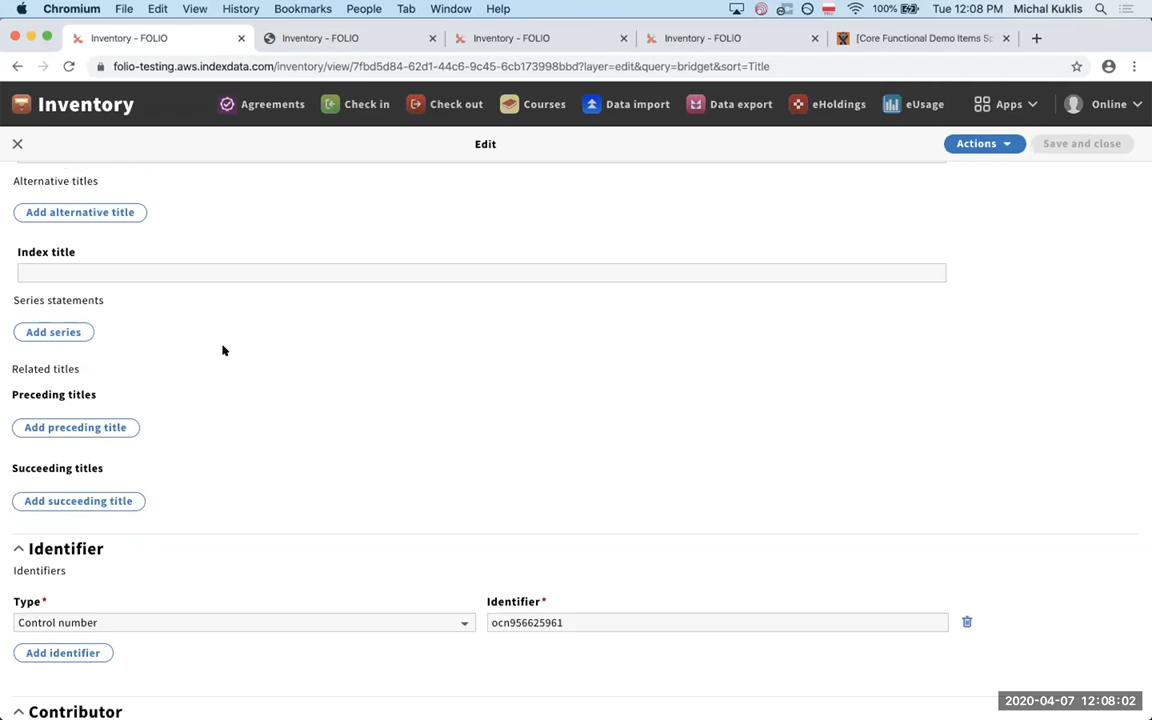 Chromium File Edit View History Bookmarks People Tab Window Help 100% Tue 12:08 PM Michal Kuklis
Inventory - FOLIO Inventory - FOLIO Inventory - FOLIO Inventory - FOLIO [Core Functional Demo Items Sp
folio-testing.aws.indexdata.com/inventory/view/7fbd5d84-62d1-44c6-9c45-6cb173998bbd?layer=edit&query=bridget&sort=Title
Inventory Agreements Check in Check out Courses Data import Data export eHoldings eUsage Apps Online
Edit Actions Save and close
Alternative titles
Add alternative title
Index title
Series statements
Add series
Related titles
Preceding titles
Add preceding title
Succeeding titles
Add succeeding title
Identifier
Identifiers
Type* Identifier*
Control number ocn956625961
Add identifier
Contributor
2020-04-07 12:08:02